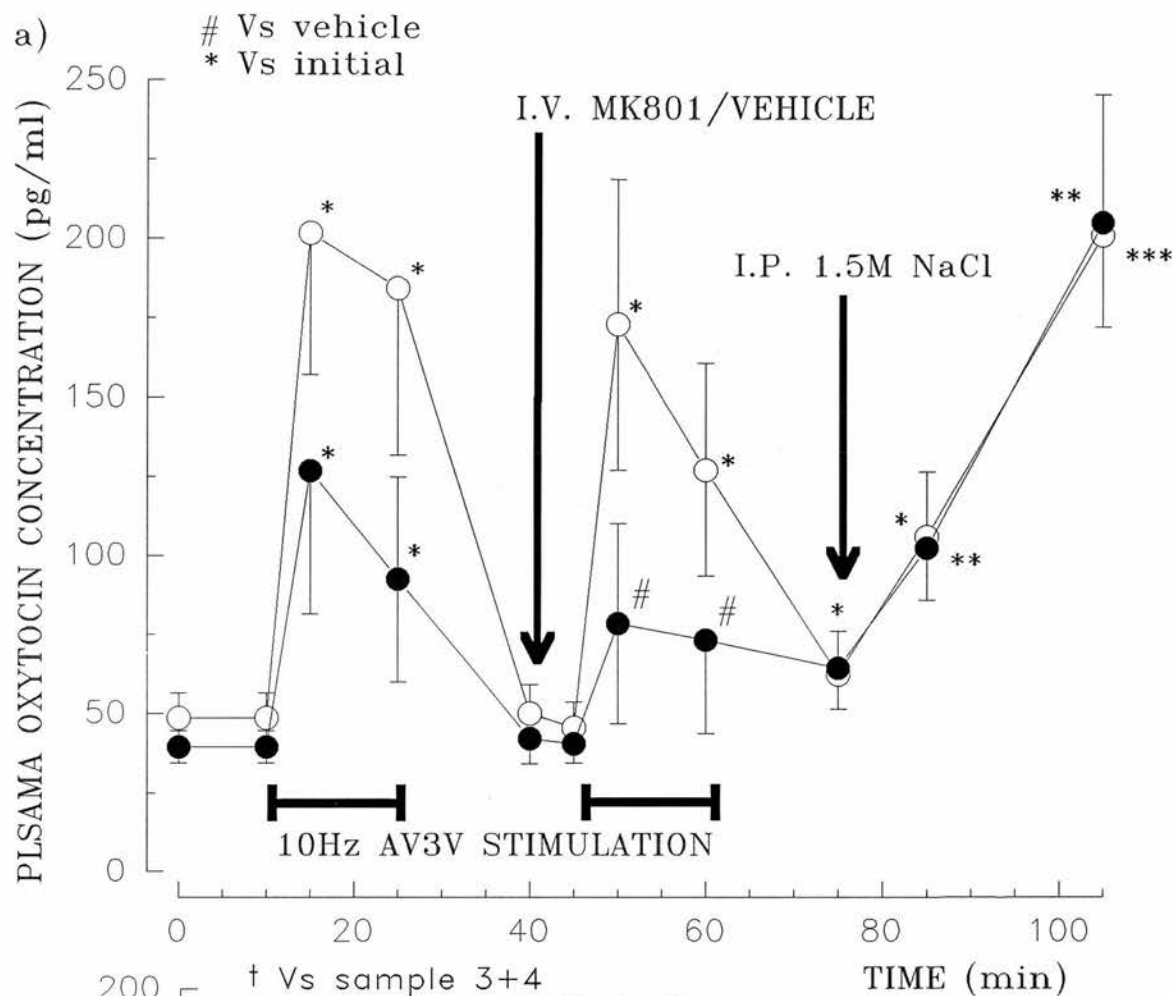 a)
# Vs vehicle
* Vs initial
250
200
150
100
50
0
PLSAMA OXYTOCIN CONCENTRATION (pg/ml)
I.V. MK801/VEHICLE
I.P. 1.5M NaCl
*
*
*
*
*
*
#
#
*
*
**
**
***
10Hz AV3V STIMULATION
0
20
40
60
80
100
TIME (min)
† Vs sample 3+4
200